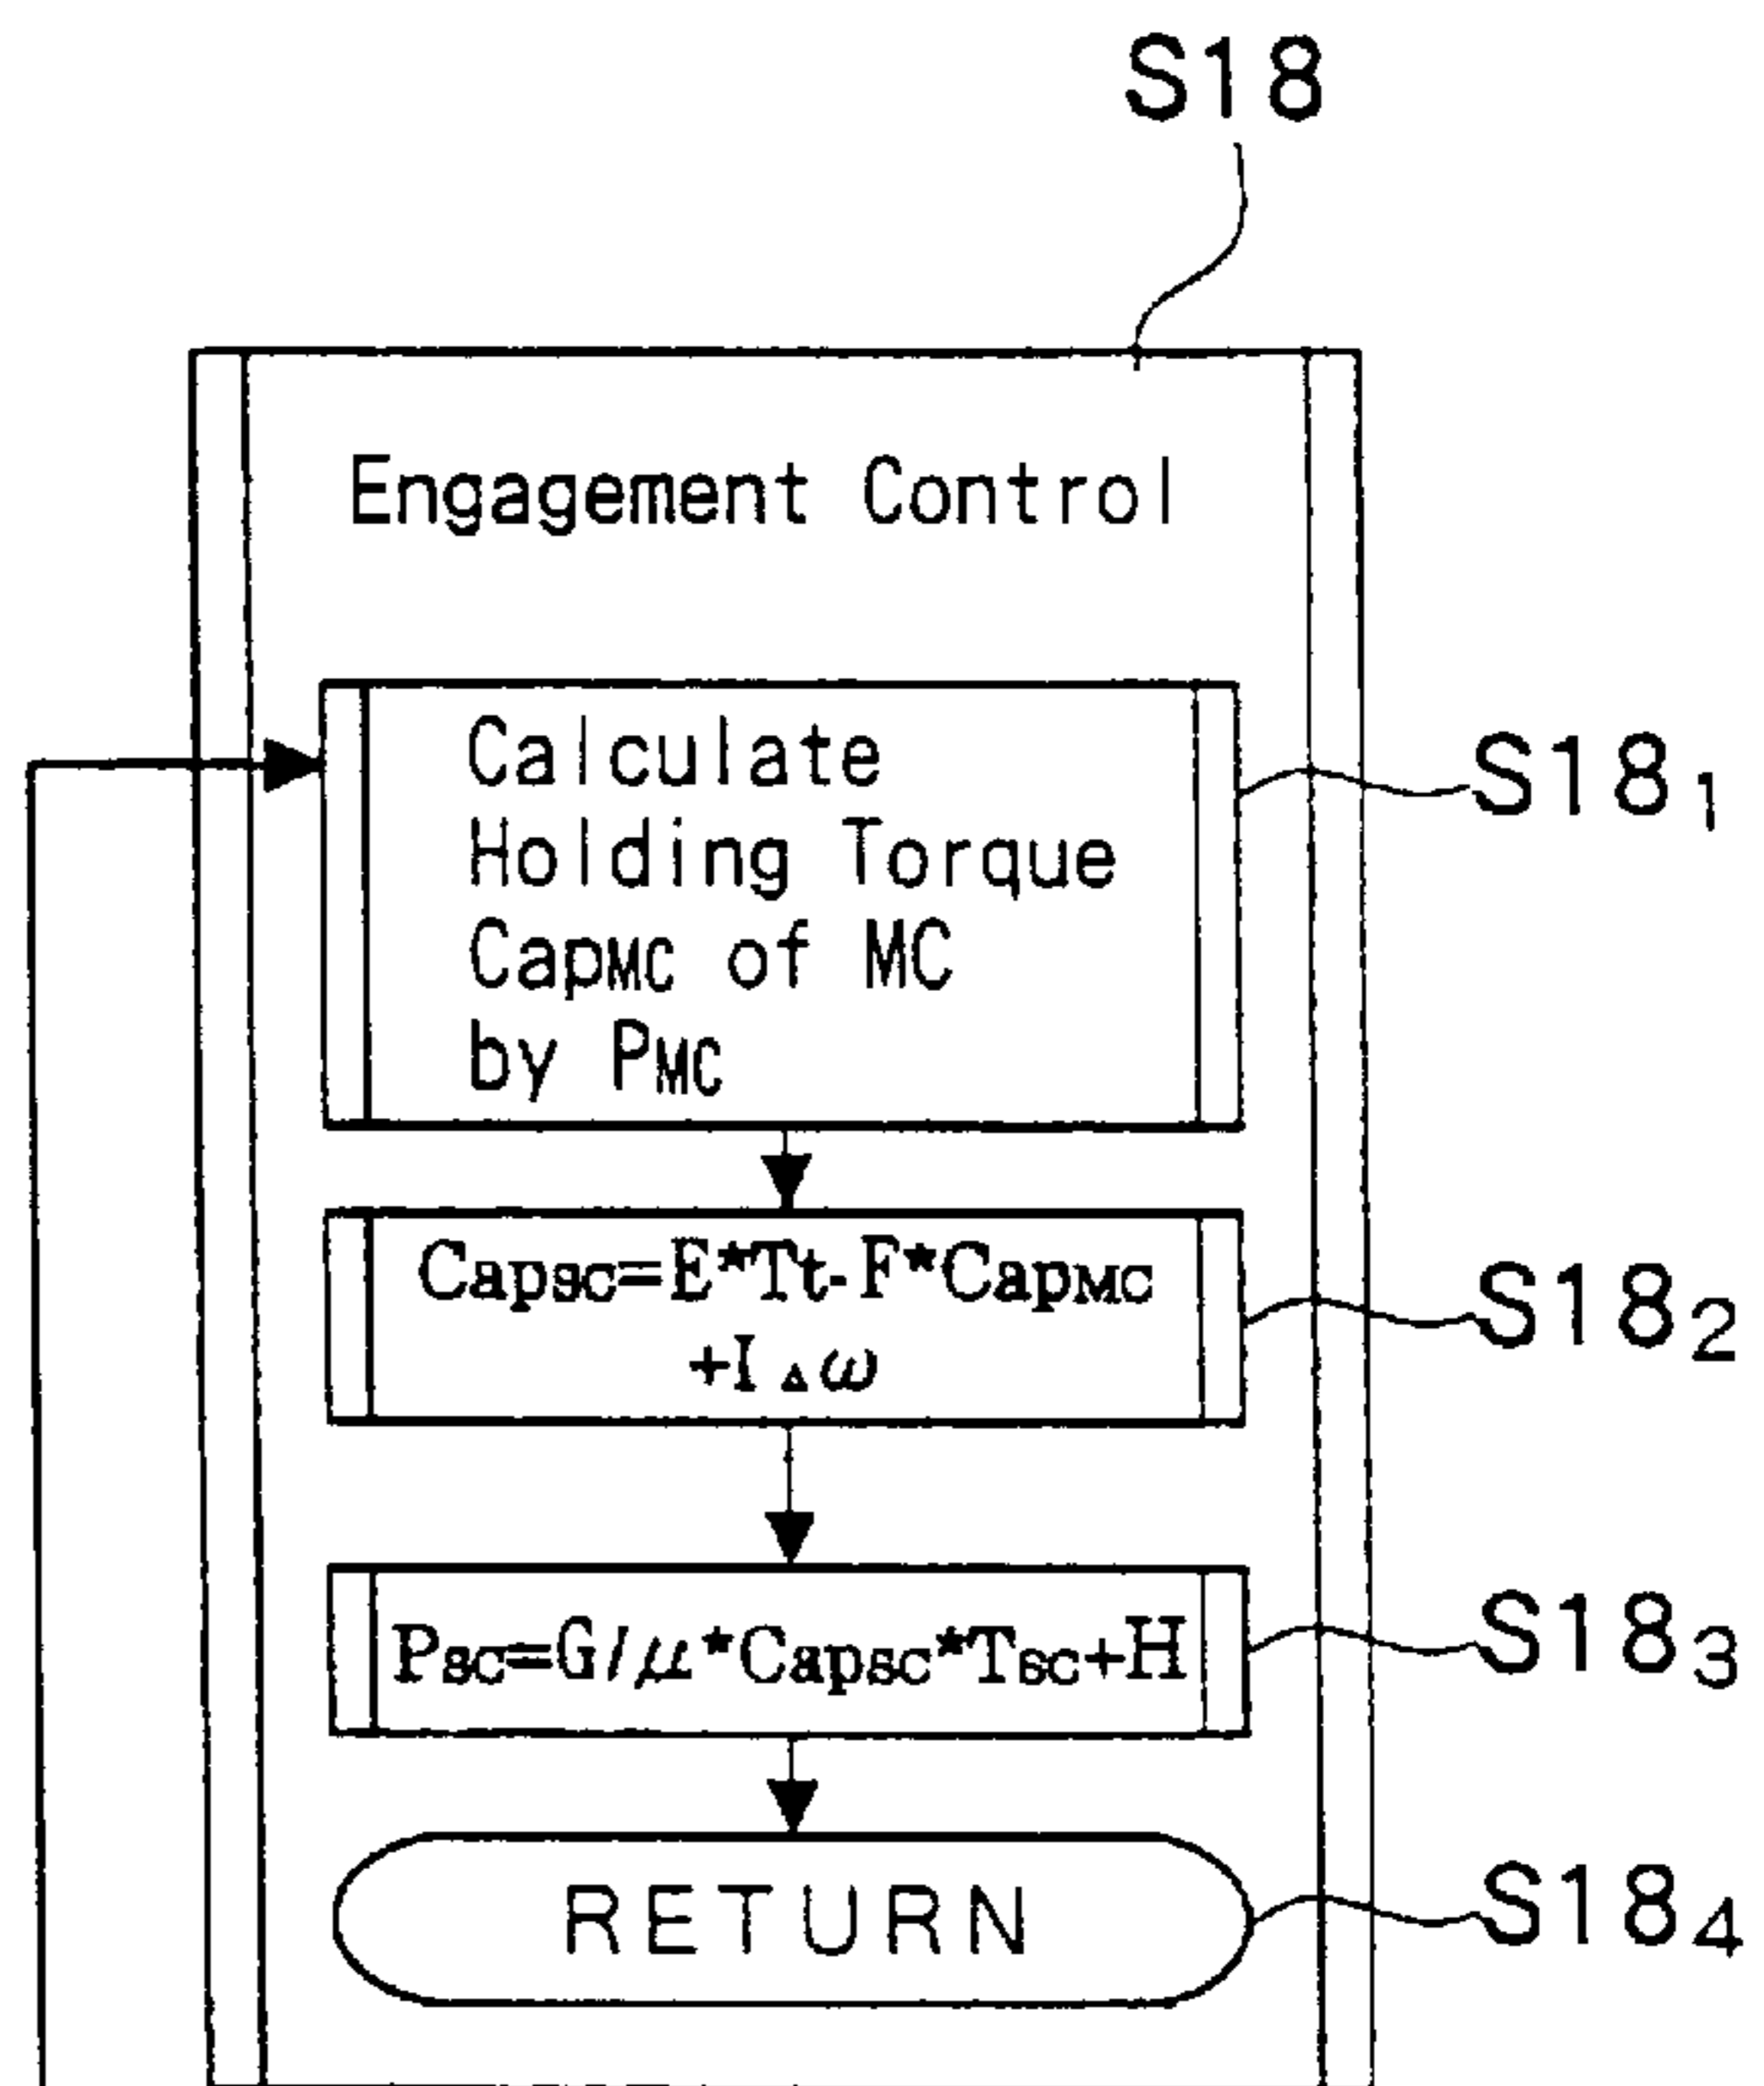 S18
Engagement Control
Calculate
Holding Torque
CapMC of MC
by PMC
S181
Capsc=E*Tt-F*CapMC
+I△ω
S182
Psc=G/μ*Capsc*Tsc+H
S183
RETURN
S184